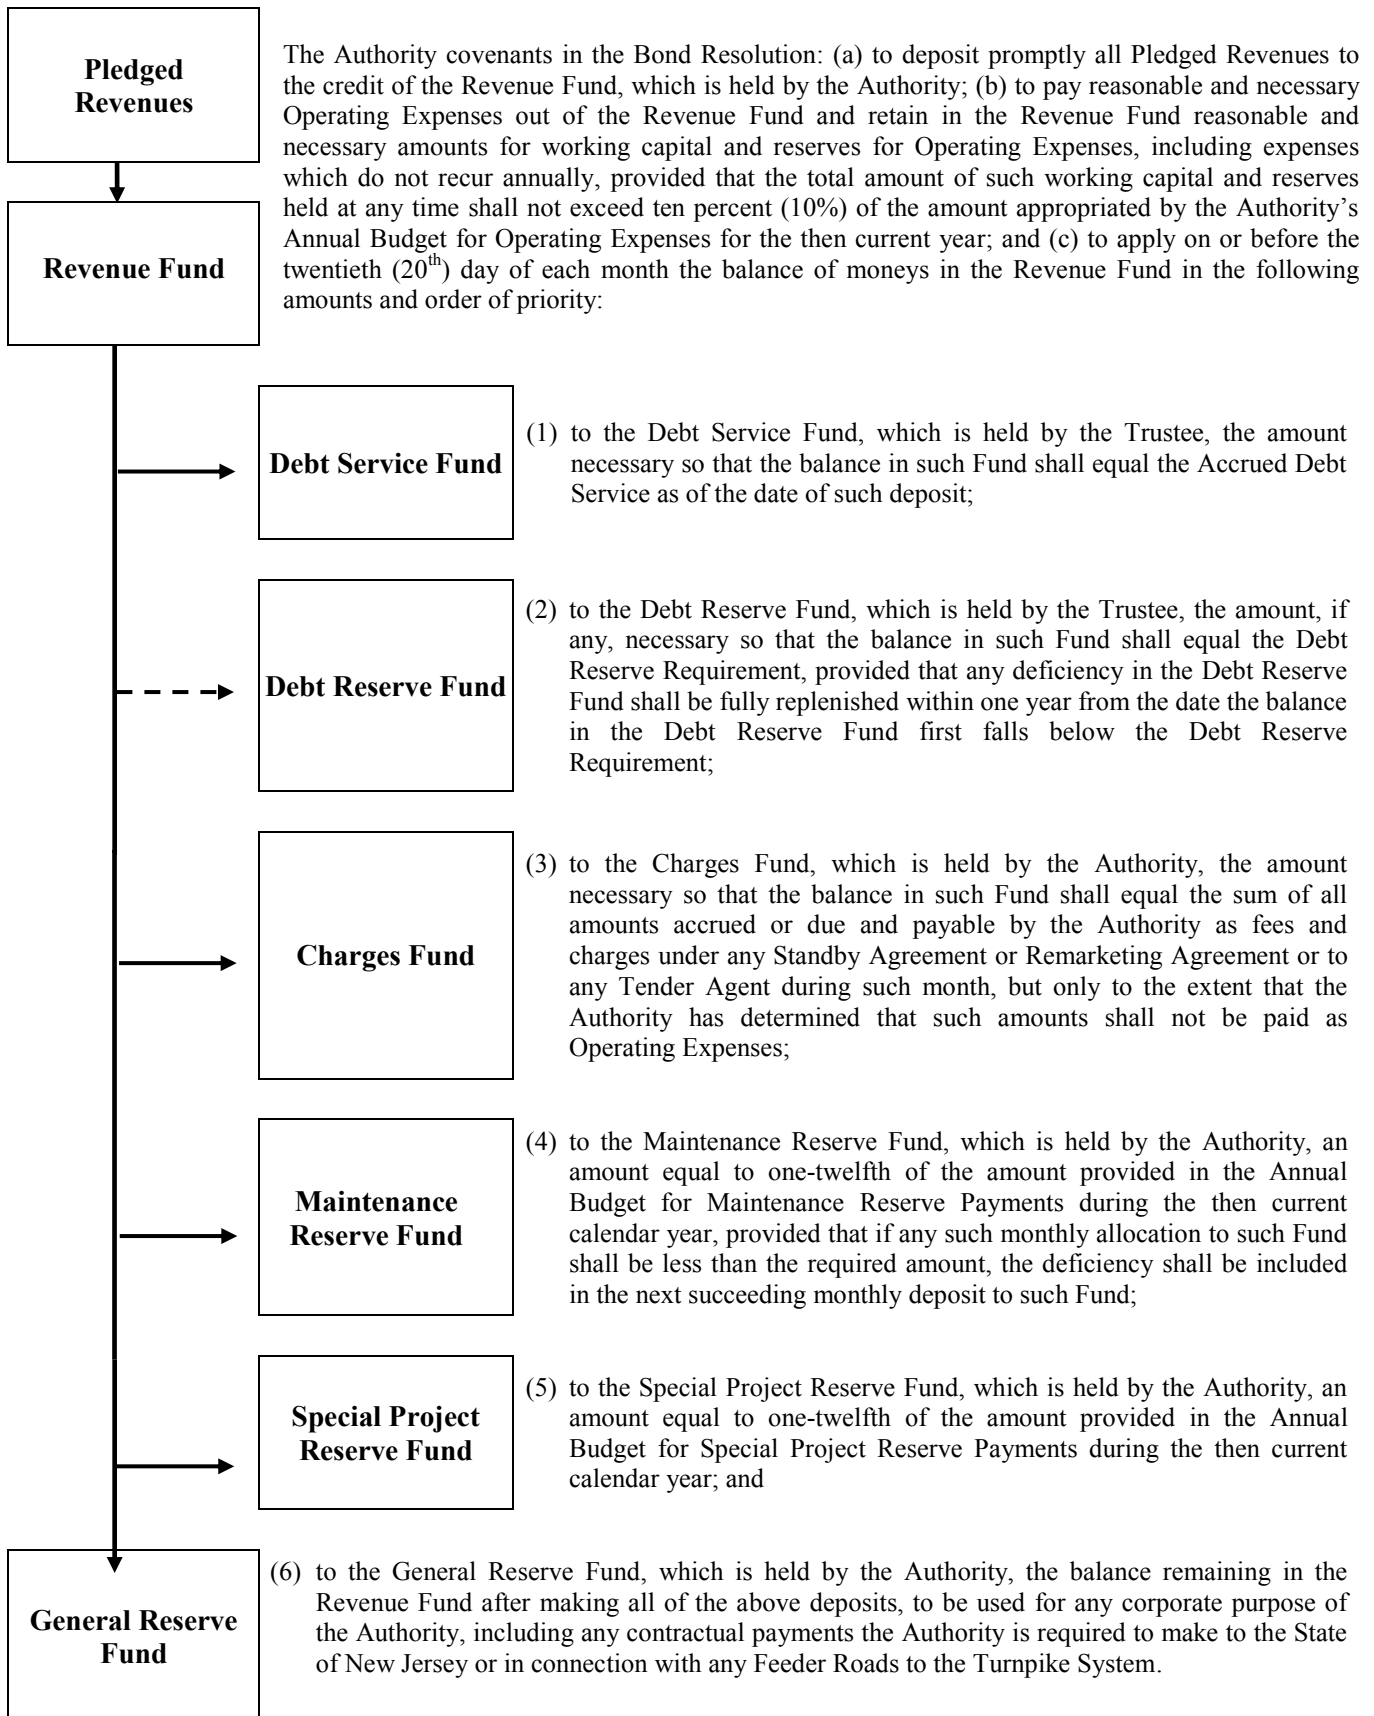 Pledged
Revenues
The Authority covenants in the Bond Resolution: (a) to deposit promptly all Pledged Revenues to
the credit of the Revenue Fund, which is held by the Authority; (b) to pay reasonable and necessary
Operating Expenses out of the Revenue Fund and retain in the Revenue Fund reasonable and
necessary amounts for working capital and reserves for Operating Expenses, including expenses
which do not recur annually, provided that the total amount of such working capital and reserves
held at any time shall not exceed ten percent (10%) of the amount appropriated by the Authority’s
Annual Budget for Operating Expenses for the then current year; and (c) to apply on or before the
twentieth (20th) day of each month the balance of moneys in the Revenue Fund in the following
amounts and order of priority:
Revenue Fund
Debt Service Fund
(1) to the Debt Service Fund, which is held by the Trustee, the amount
necessary so that the balance in such Fund shall equal the Accrued Debt
Service as of the date of such deposit;
Debt Reserve Fund
(2) to the Debt Reserve Fund, which is held by the Trustee, the amount, if
any, necessary so that the balance in such Fund shall equal the Debt
Reserve Requirement, provided that any deficiency in the Debt Reserve
Fund shall be fully replenished within one year from the date the balance
in the Debt Reserve Fund first falls below the Debt Reserve
Requirement;
Charges Fund
(3) to the Charges Fund, which is held by the Authority, the amount
necessary so that the balance in such Fund shall equal the sum of all
amounts accrued or due and payable by the Authority as fees and
charges under any Standby Agreement or Remarketing Agreement or to
any Tender Agent during such month, but only to the extent that the
Authority has determined that such amounts shall not be paid as
Operating Expenses;
Maintenance
Reserve Fund
(4) to the Maintenance Reserve Fund, which is held by the Authority, an
amount equal to one-twelfth of the amount provided in the Annual
Budget for Maintenance Reserve Payments during the then current
calendar year, provided that if any such monthly allocation to such Fund
shall be less than the required amount, the deficiency shall be included
in the next succeeding monthly deposit to such Fund;
Special Project
Reserve Fund
(5) to the Special Project Reserve Fund, which is held by the Authority, an
amount equal to one-twelfth of the amount provided in the Annual
Budget for Special Project Reserve Payments during the then current
calendar year; and
General Reserve
Fund
(6) to the General Reserve Fund, which is held by the Authority, the balance remaining in the
Revenue Fund after making all of the above deposits, to be used for any corporate purpose of
the Authority, including any contractual payments the Authority is required to make to the State
of New Jersey or in connection with any Feeder Roads to the Turnpike System.